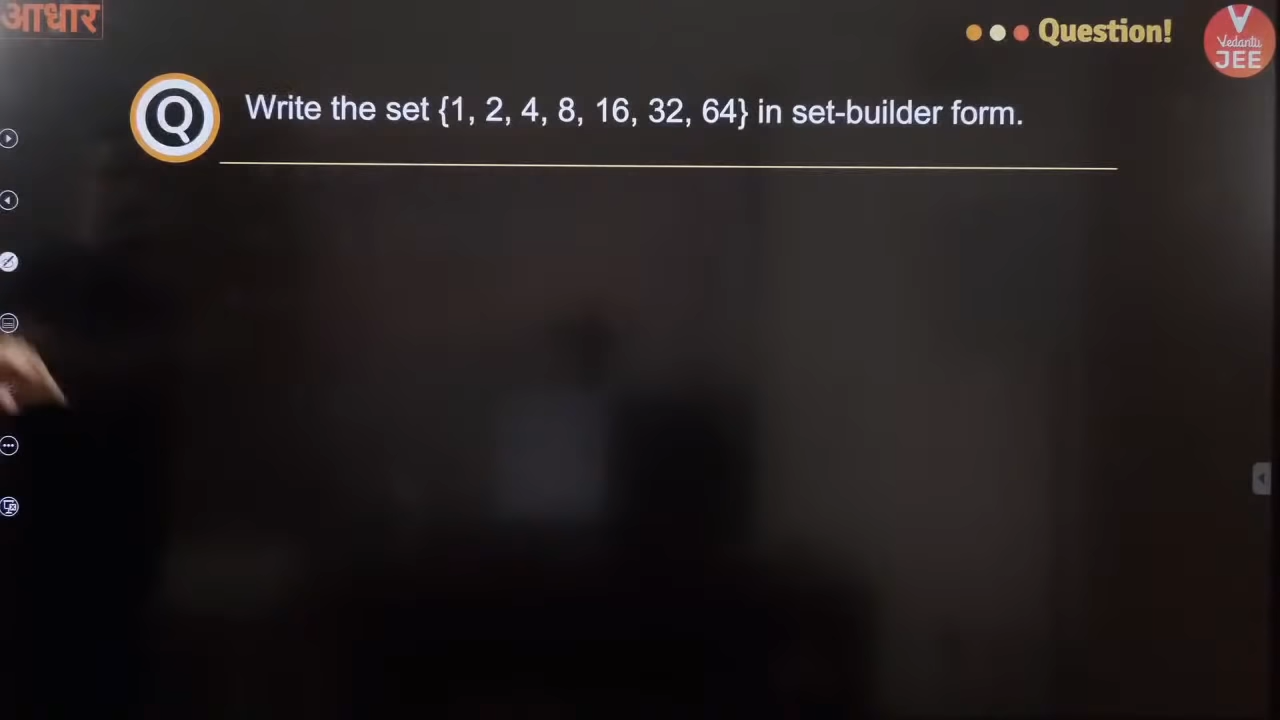 आधार
Question!
Vedantu
JEE
Q
Write the set {1, 2, 4, 8, 16, 32, 64} in set-builder form.